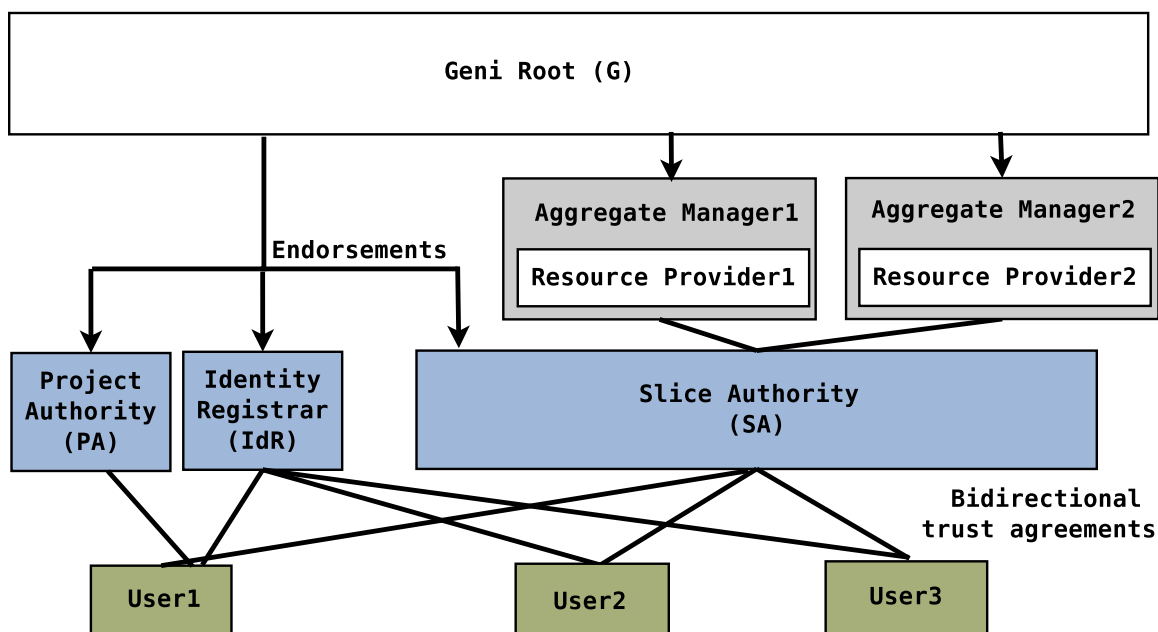 Geni Root (G)
Aggregate Manager1
Aggregate Manager2
Endorsements
Resource Provider1
Resource Provider2
Project
Authority
(PA)
Identity
Registrar
(IdR)
Slice Authority
(SA)
Bidirectional
trust agreements
User1
User2
User3